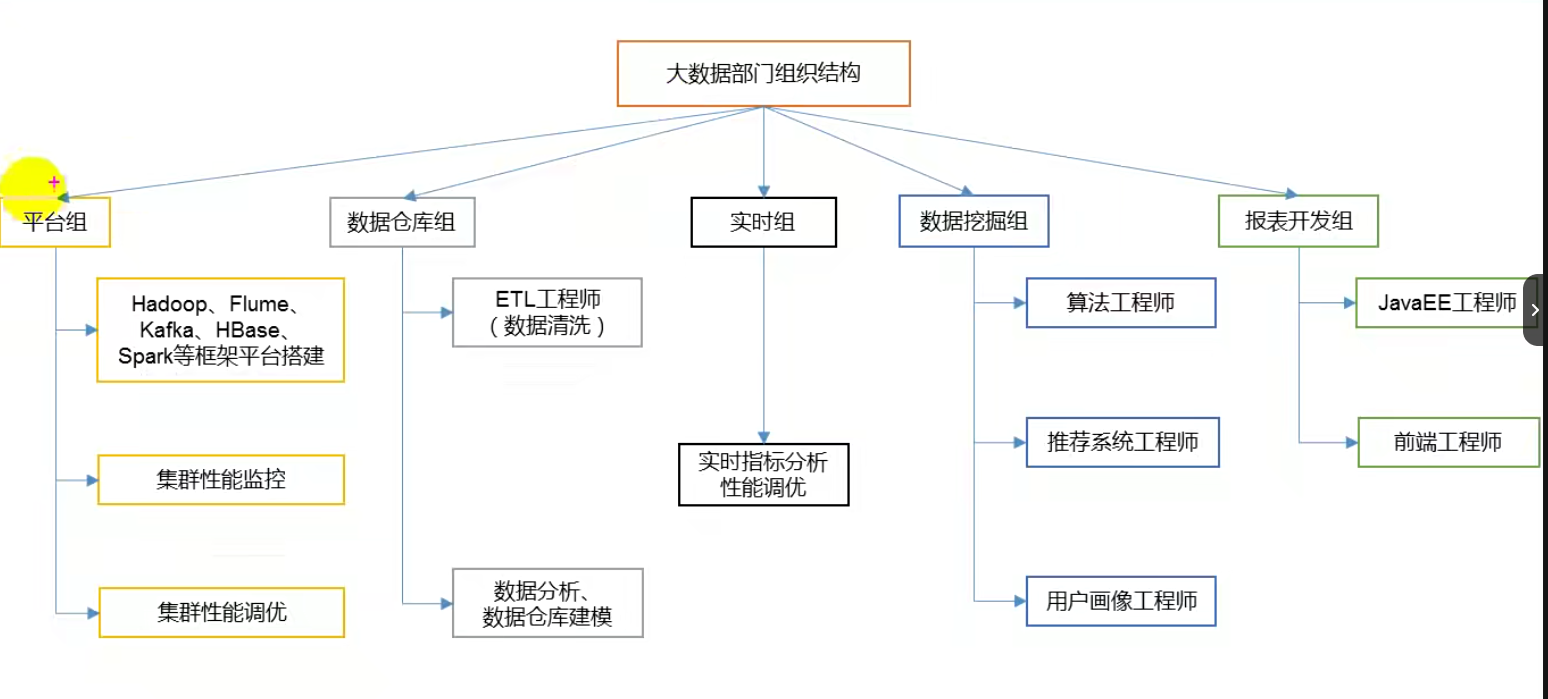 大数据部门组织结构
平台组
数据仓库组
实时组
数据挖掘组
报表开发组
Hadoop、Flume、
Kafka、HBase、
Spark等框架平台搭建
集群性能监控
集群性能调优
ETL工程师
（数据清洗）
数据分析、
数据仓库建模
实时指标分析
性能调优
算法工程师
推荐系统工程师
用户画像工程师
JavaEE工程师
前端工程师